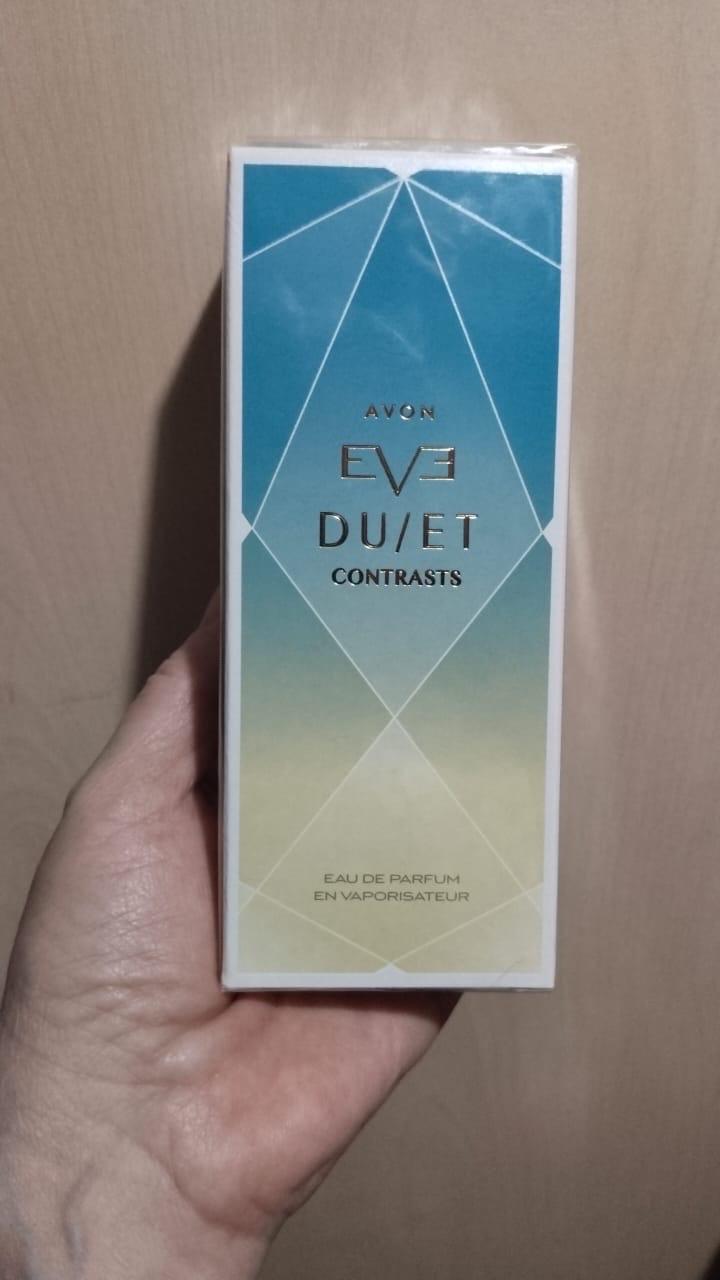 AVON
EVE
DU/ET
CONTRASTS
EAU DE PARFUM
EN VAPORISATEUR